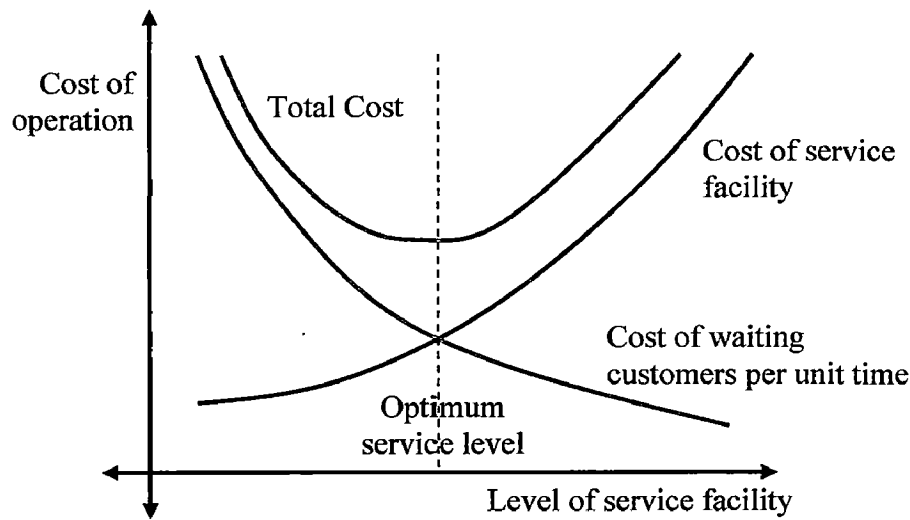 Cost of
operation
Total Cost
Cost of service
facility
Cost of waiting
customers per unit time
Optimum
service level
Level of service facility